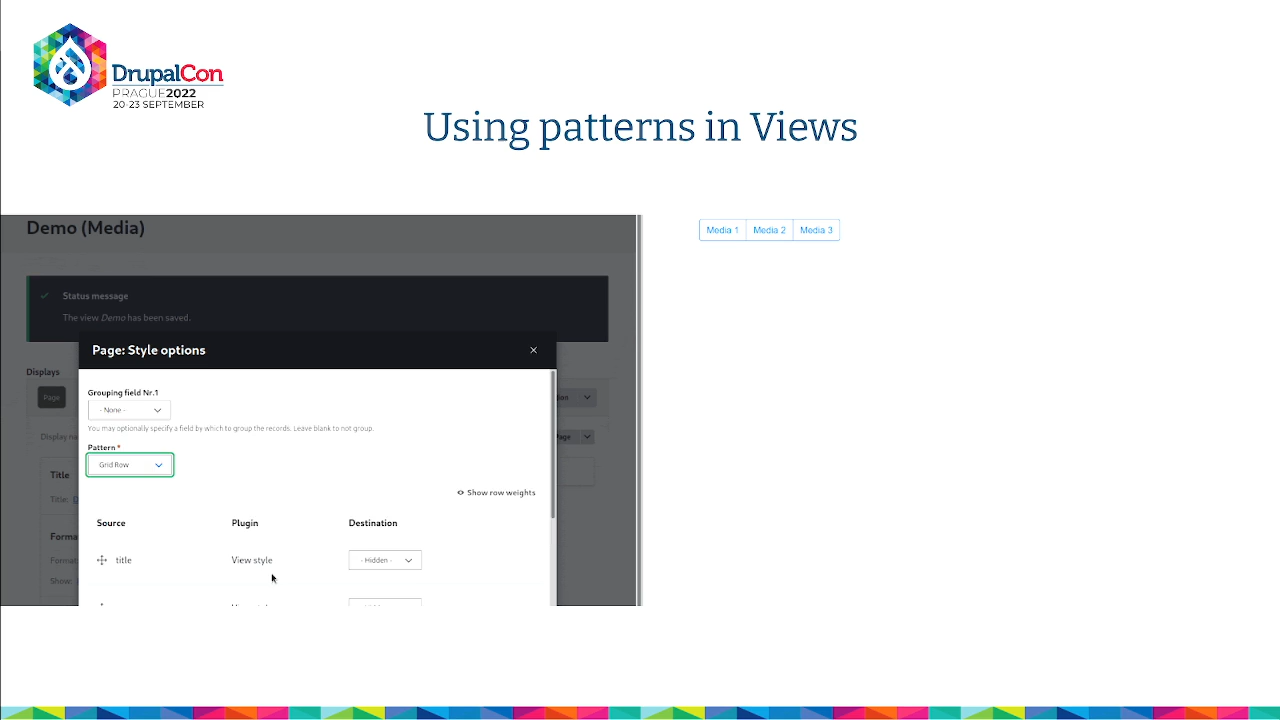 DrupalCon
PRAGUE2022
20-23 SEPTEMBER
Using patterns in Views
Demo (Media)
Status message
The view Demo has been saved.
Page: Style options
Displays
Page
Grouping field Nr.1
- None -
You may optionally specify a field by which to group the records. Leave blank to not group.
Pattern *
Grid Row
Show row weights
Title
Title:
Source Plugin Destination
title View style - Hidden -
Show:
Media 1 Media 2 Media 3